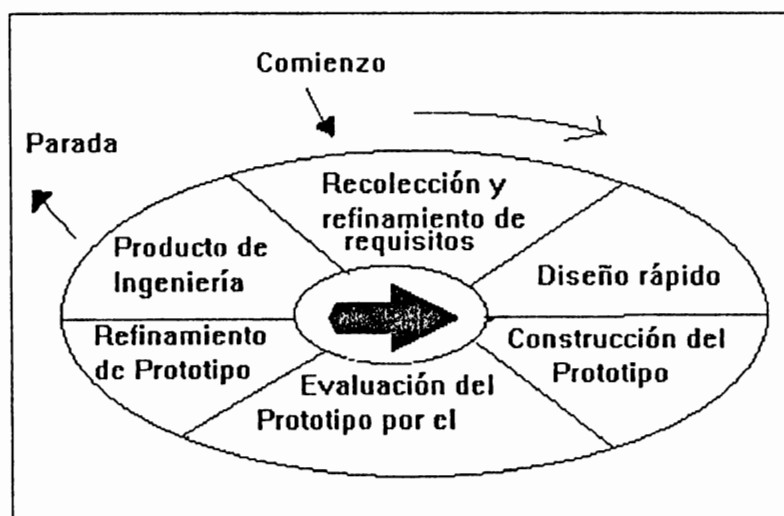 Comienzo
Parada
Recolección y
refinamiento de
requisitos
Diseño rápido
Construcción del
Prototipo
Evaluación del
Prototipo por el
Refinamiento
de Prototipo
Producto de
Ingeniería